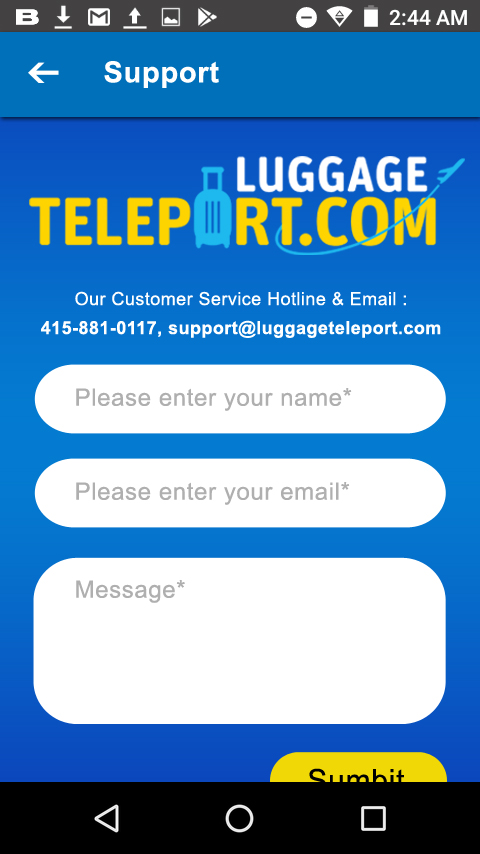 2:44 AM
Support
LUGGAGE
TELEPORT.COM
Our Customer Service Hotline & Email :
415-881-0117, support@luggageteleport.com
Please enter your name*
Please enter your email*
Message*
Sumbit